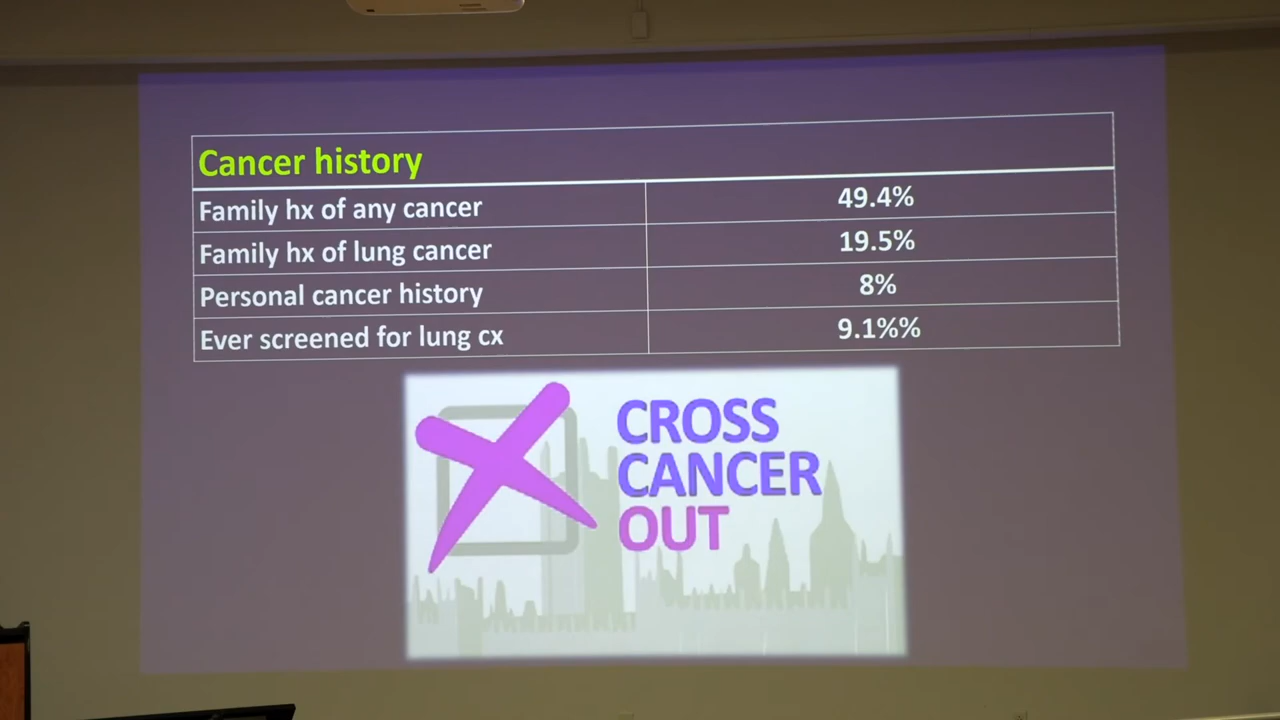 Cancer history
Family hx of any cancer 49.4%
Family hx of lung cancer 19.5%
Personal cancer history 8%
Ever screened for lung cx 9.1%%
CROSS
CANCER
OUT